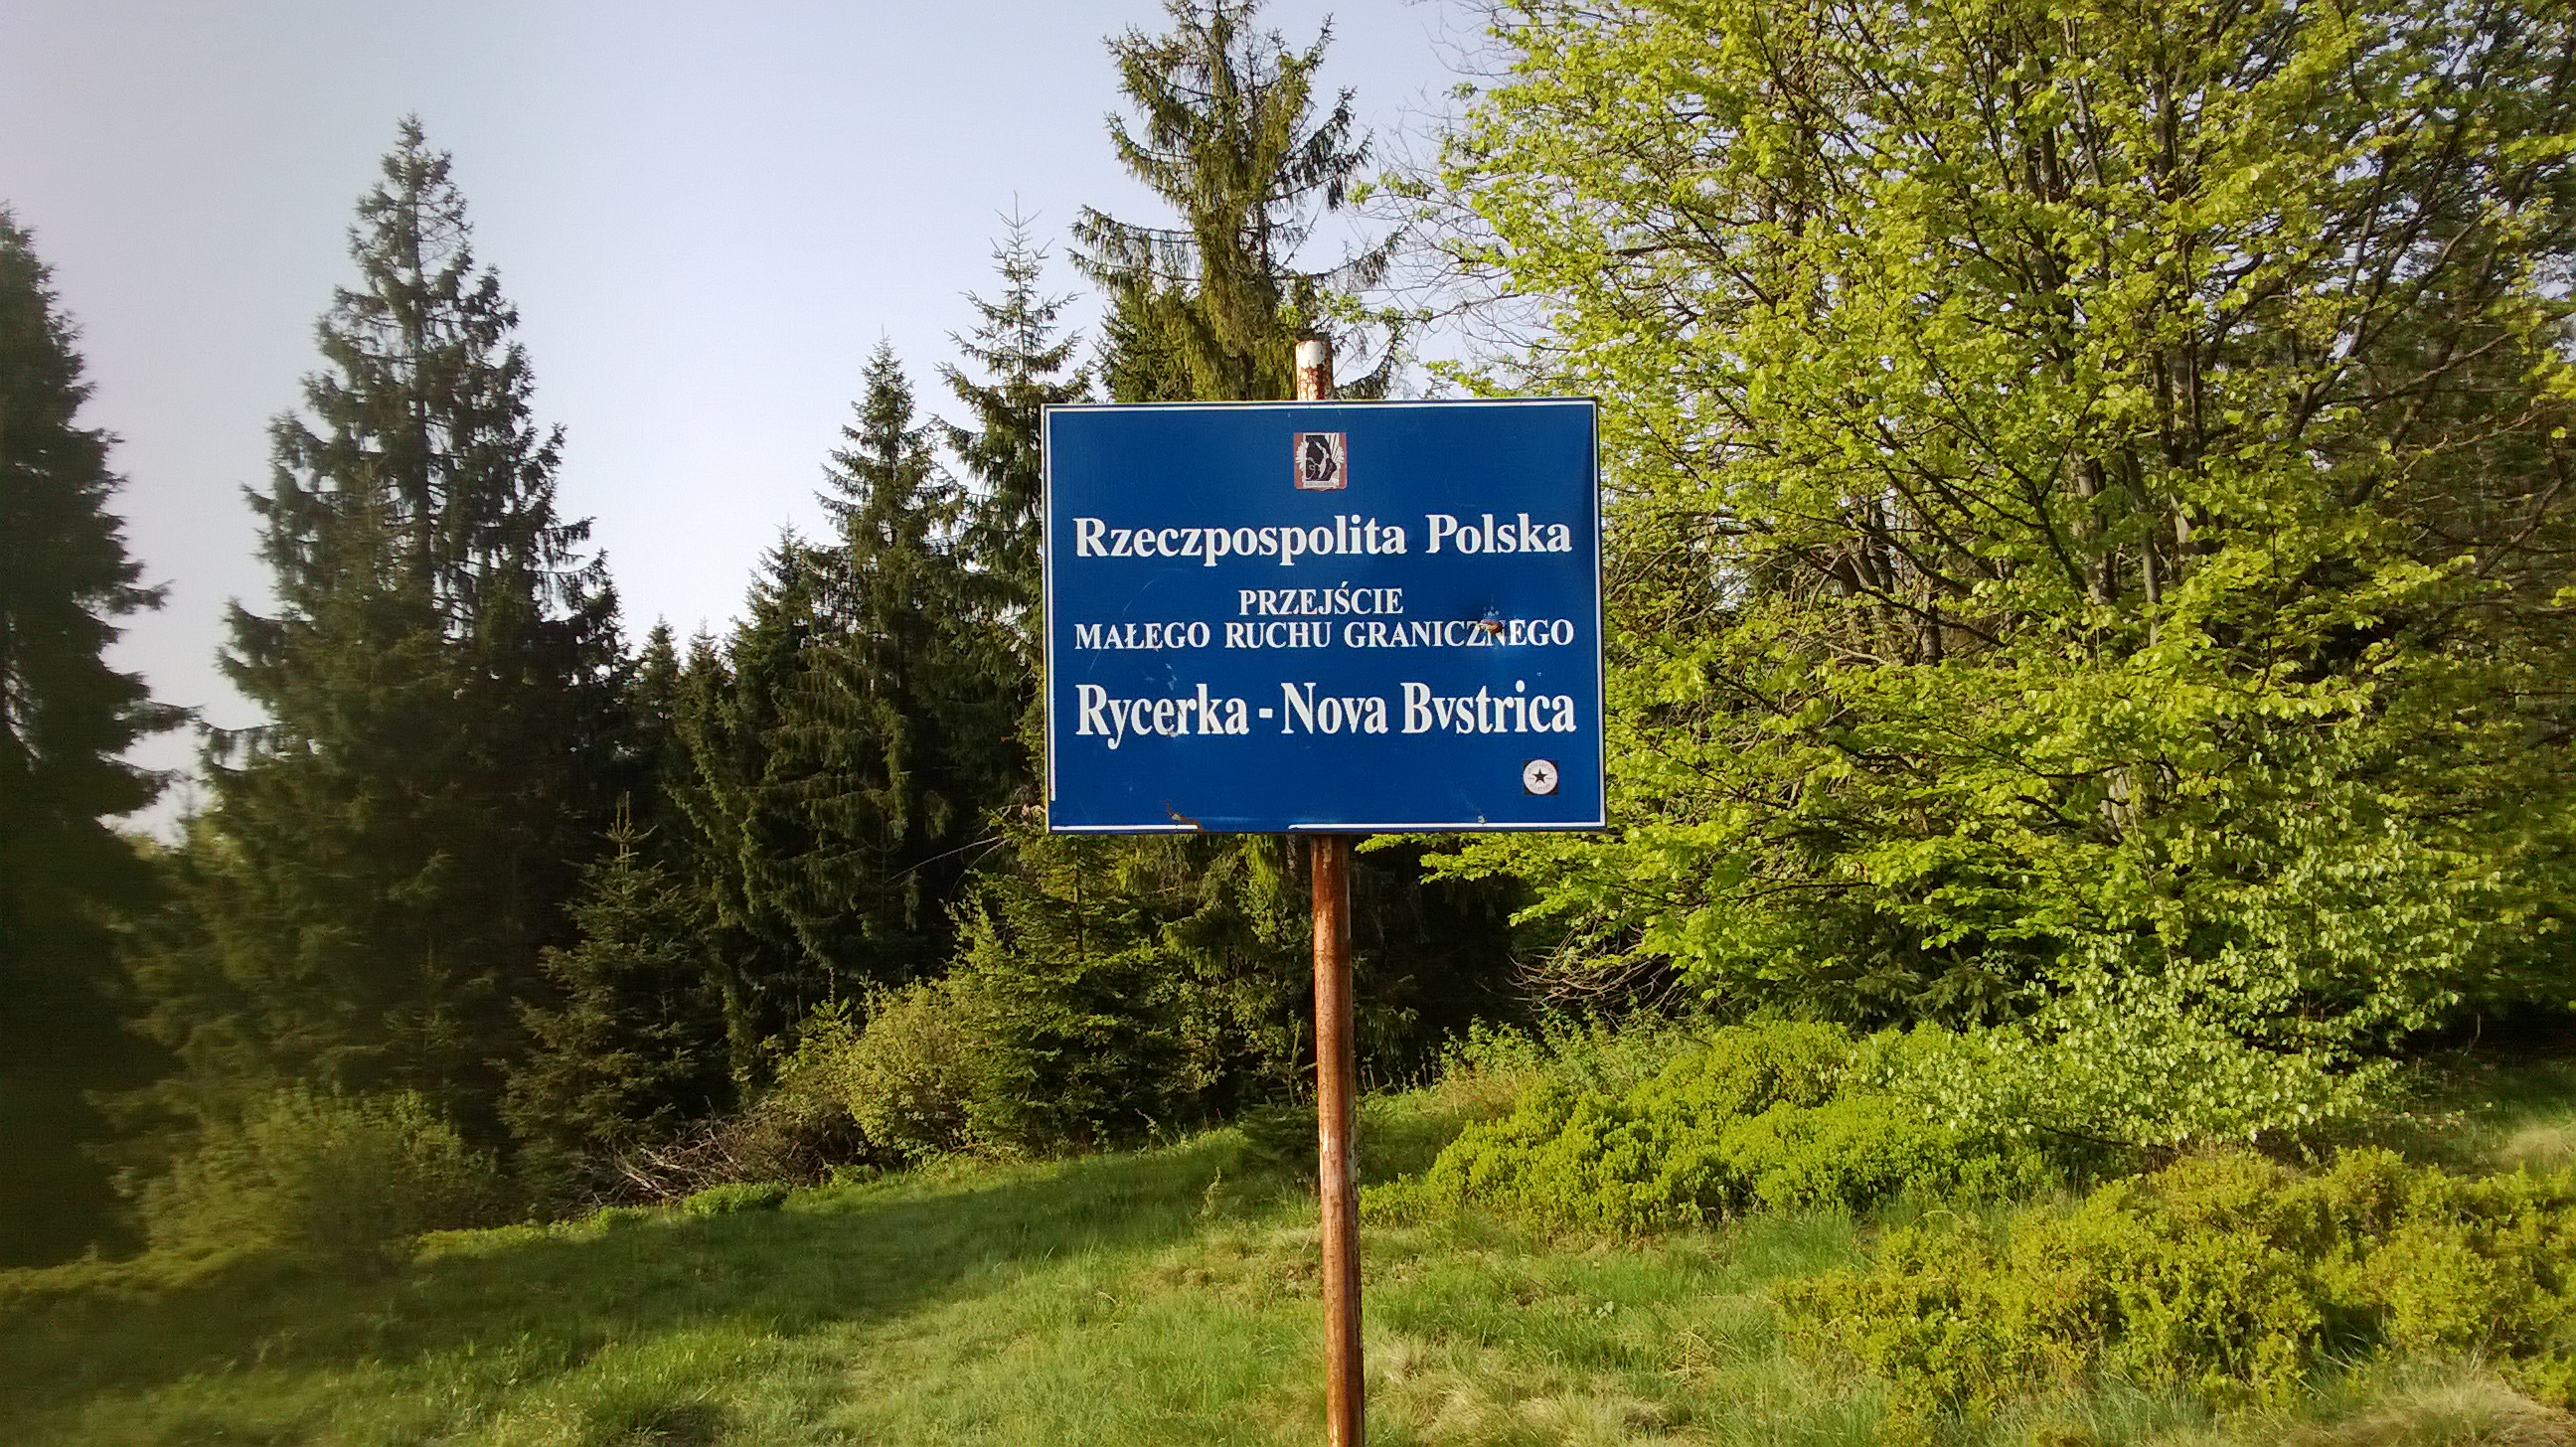 Rzeczpospolita Polska
PRZEJŚCIE
MAŁEGO RUCHU GRANICZNEGO
Rycerka - Nova Bvstrica